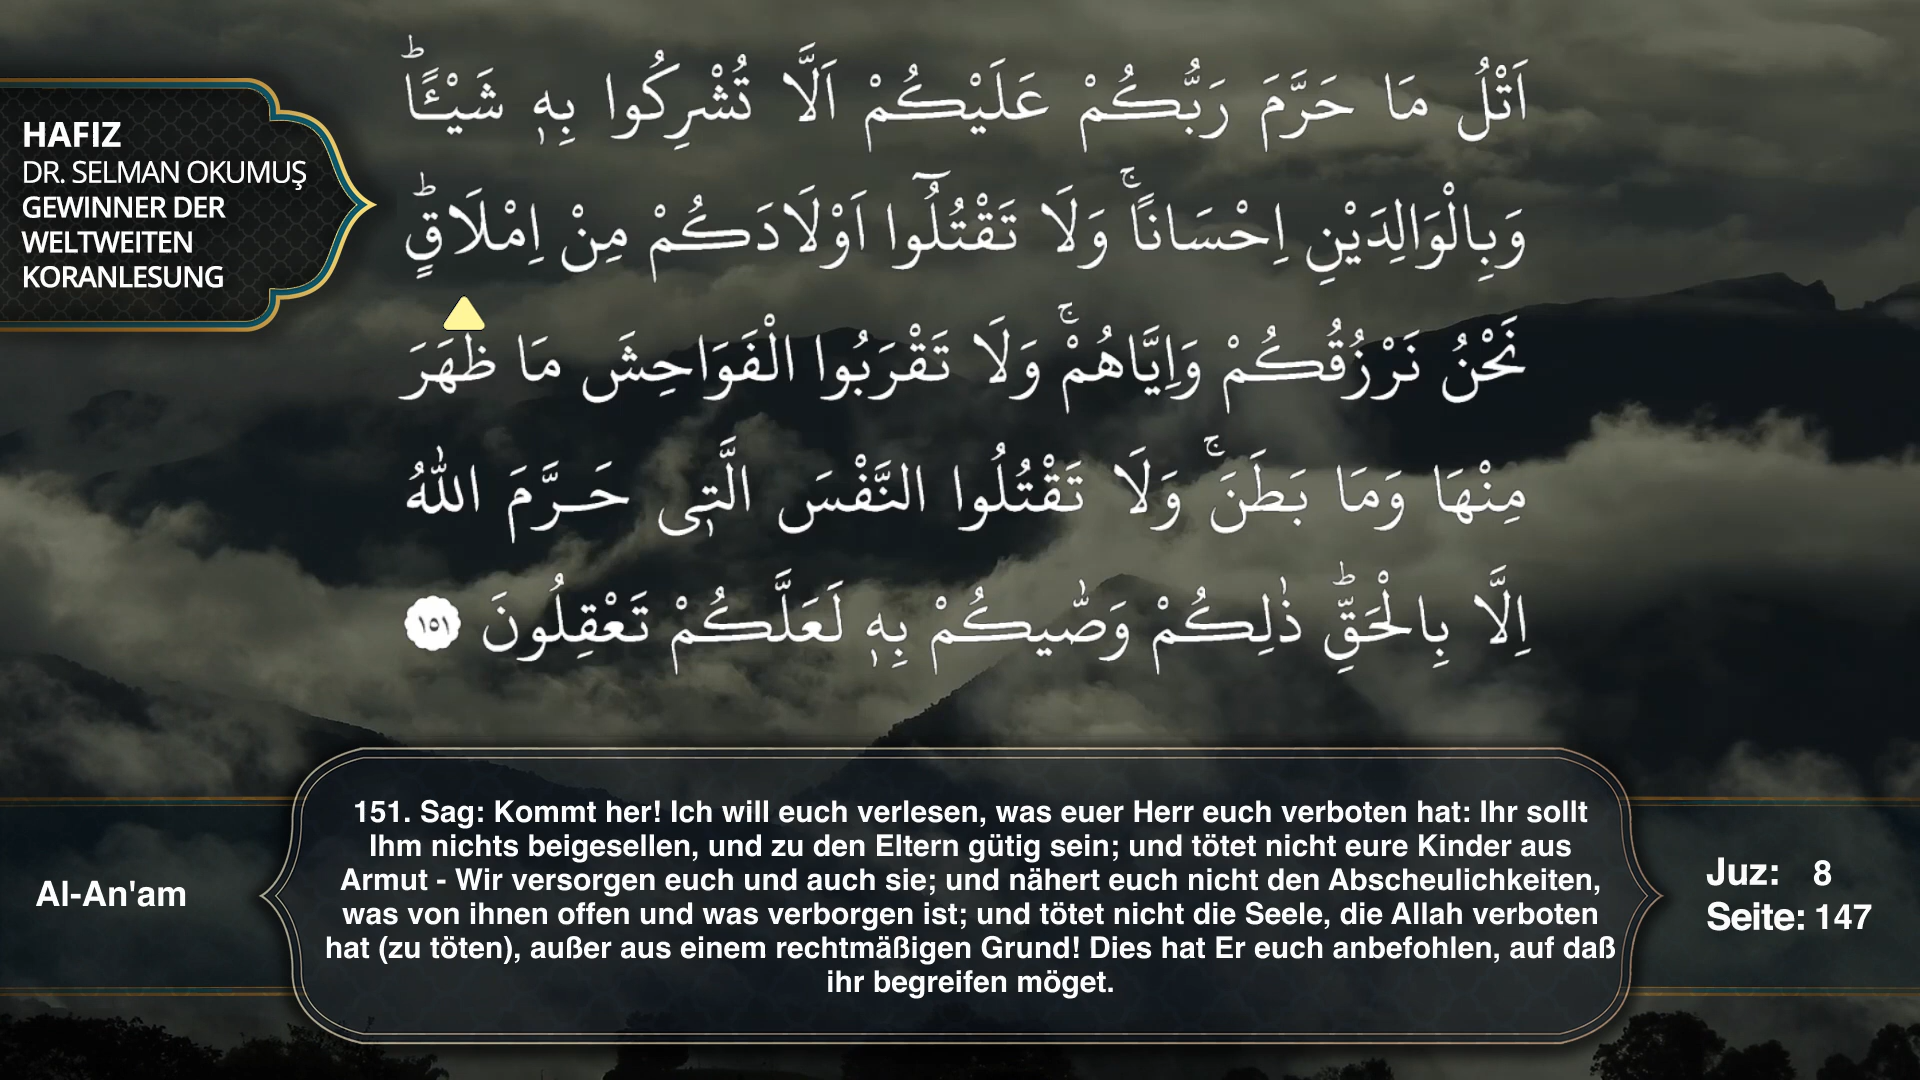 HAFIZ
DR. SELMAN OKUMUŞ
GEWINNER DER
WELTWEITEN
KORANLESUNG
اَتْلُ مَا حَرَّمَ رَبُّكُمْ عَلَيْكُمْ اَلَّا تُشْرِكُوا بِهٖ شَيْـًٔاۜ
وَبِالْوَالِدَيْنِ اِحْسَانًاۚ وَلَا تَقْتُلُٓوا اَوْلَادَكُمْ مِنْ اِمْلَاقٍۜ
نَحْنُ نَرْزُقُكُمْ وَاِيَّاهُمْۚ وَلَا تَقْرَبُوا الْفَوَاحِشَ مَا ظَهَرَ
مِنْهَا وَمَا بَطَنَۚ وَلَا تَقْتُلُوا النَّفْسَ الَّتٖى حَرَّمَ اللّٰهُ
اِلَّا بِالْحَقِّۜ ذٰلِكُمْ وَصّٰيكُمْ بِهٖ لَعَلَّكُمْ تَعْقِلُونَ ١٥١
151. Sag: Kommt her! Ich will euch verlesen, was euer Herr euch verboten hat: Ihr sollt
Ihm nichts beigesellen, und zu den Eltern gütig sein; und tötet nicht eure Kinder aus
Armut - Wir versorgen euch und auch sie; und nähert euch nicht den Abscheulichkeiten,
was von ihnen offen und was verborgen ist; und tötet nicht die Seele, die Allah verboten
hat (zu töten), außer aus einem rechtmäßigen Grund! Dies hat Er euch anbefohlen, auf daß
ihr begreifen möget.
Al-An'am
Juz: 8
Seite: 147